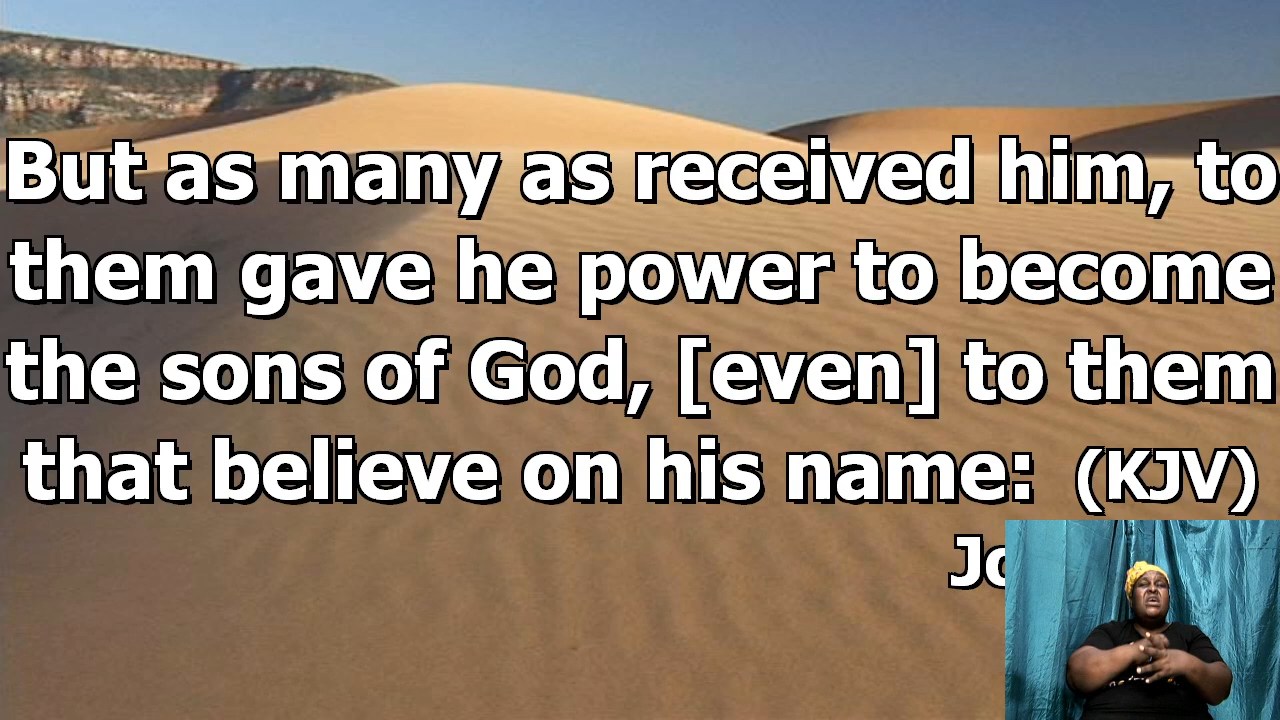 But as many as received him, to
them gave he power to become
the sons of God, [even] to them
that believe on his name: (KJV)